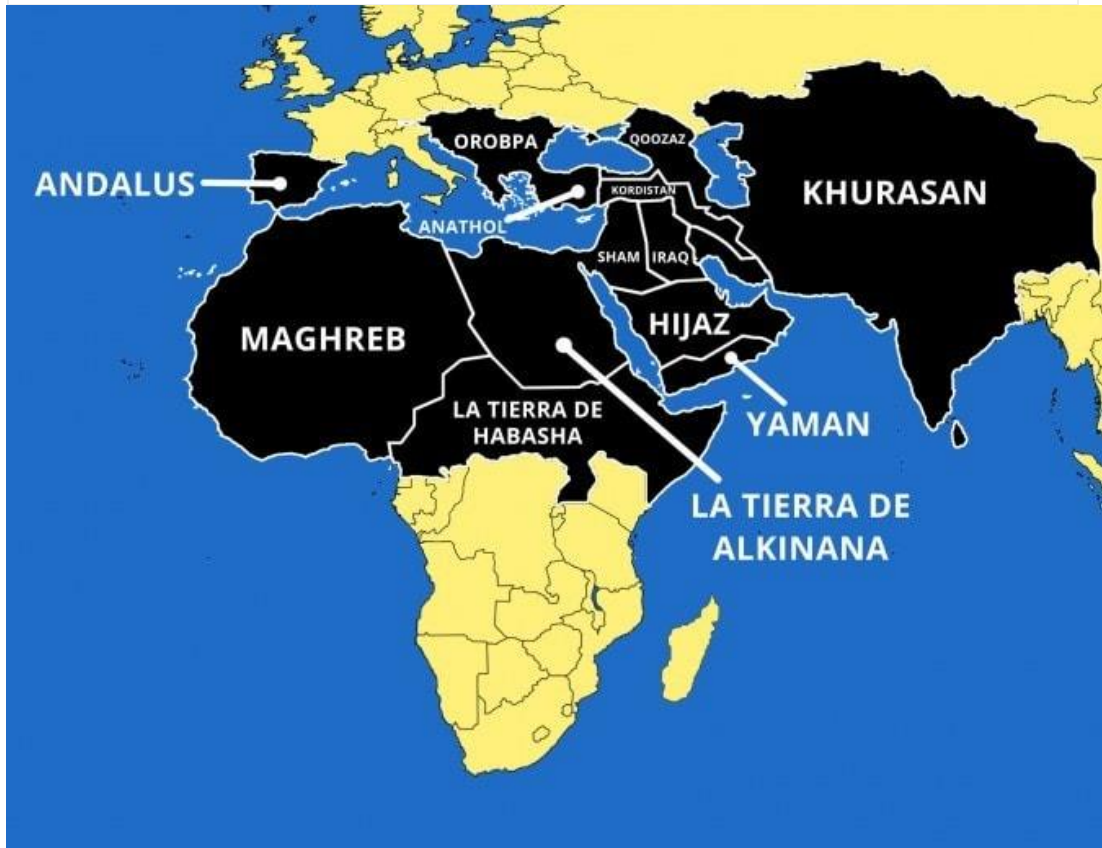 OROBPA
QOOZAZ
ANDALUS
KORDISTAN
KHURASAN
ANATHOL
SHAM
IRAQ
MAGHREB
HIJAZ
LA TIERRA DE
HABASHA
YAMAN
LA TIERRA DE
ALKINANA